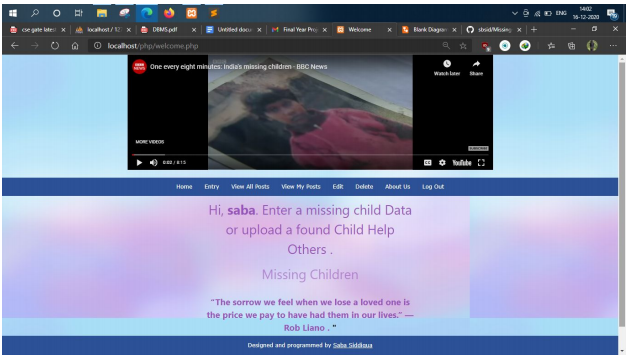 14:02
ENG
16-12-2020
cse gate latest
localhost / 127
DBMS.pdf
Untitled docum
Final Year Proj
Welcome
Blank Diagram
sbsid/Missing
localhost/php/welcome.php
BBC NEWS
One every eight minutes: India's missing children - BBC News
Watch later
Share
MORE VIDEOS
SUBSCRIBE
0:02 / 8:13
CC
YouTube
Home Entry View All Posts View My Posts Edit Delete About Us Log Out
Hi, saba. Enter a missing child Data
or upload a found Child Help
Others .
Missing Children
"The sorrow we feel when we lose a loved one is
the price we pay to have had them in our lives." —
Rob Liano . "
Designed and programmed by Saba Siddiqua